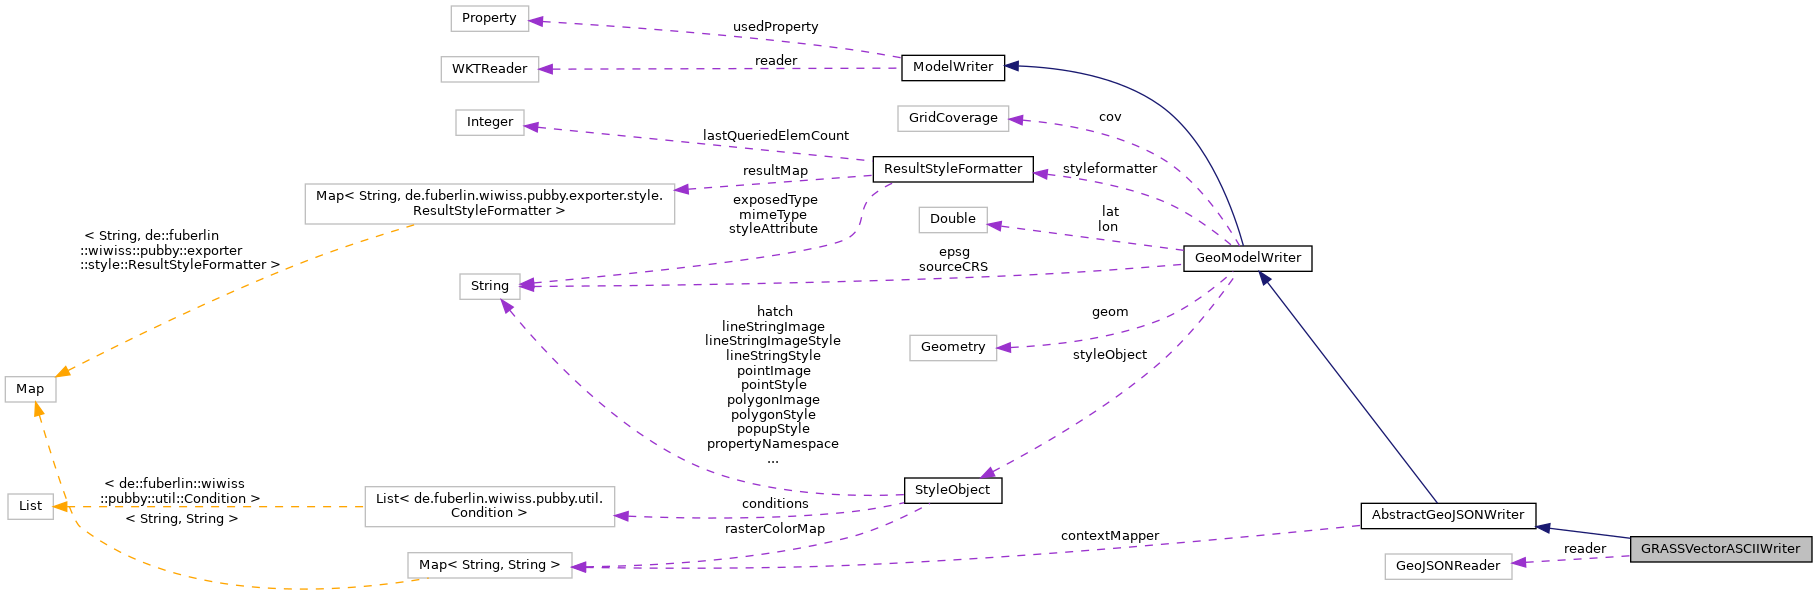 Property
usedProperty
WKTReader
reader
ModelWriter
GridCoverage
cov
Integer
lastQueriedElemCount
ResultStyleFormatter
styleformatter
resultMap
Map< String, de.fuberlin.wiwiss.pubby.exporter.style.
ResultStyleFormatter >
exposedType
mimeType
styleAttribute
Double
lat
lon
< String, de::fuberlin
::wiwiss::pubby::exporter
::style::ResultStyleFormatter >
epsg
sourceCRS
GeoModelWriter
String
hatch
lineStringImage
lineStringImageStyle
lineStringStyle
pointImage
pointStyle
polygonImage
polygonStyle
popupStyle
propertyNamespace
...
geom
Geometry
styleObject
Map
< de::fuberlin::wiwiss
::pubby::util::Condition >
List
< String, String >
List< de.fuberlin.wiwiss.pubby.util.
Condition >
conditions
StyleObject
rasterColorMap
Map< String, String >
contextMapper
AbstractGeoJSONWriter
reader
GeoJSONReader
GRASSVectorASCIIWriter